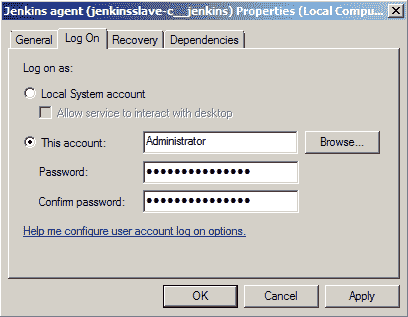 Jenkins agent (jenkinsslave-c__jenkins) Properties (Local Compu...
General
Log On
Recovery
Dependencies
Log on as:
Local System account
Allow service to interact with desktop
This account:
Administrator
Browse...
Password:
●●●●●●●●●●●●●●●
Confirm password:
●●●●●●●●●●●●●●●
Help me configure user account log on options.
OK
Cancel
Apply